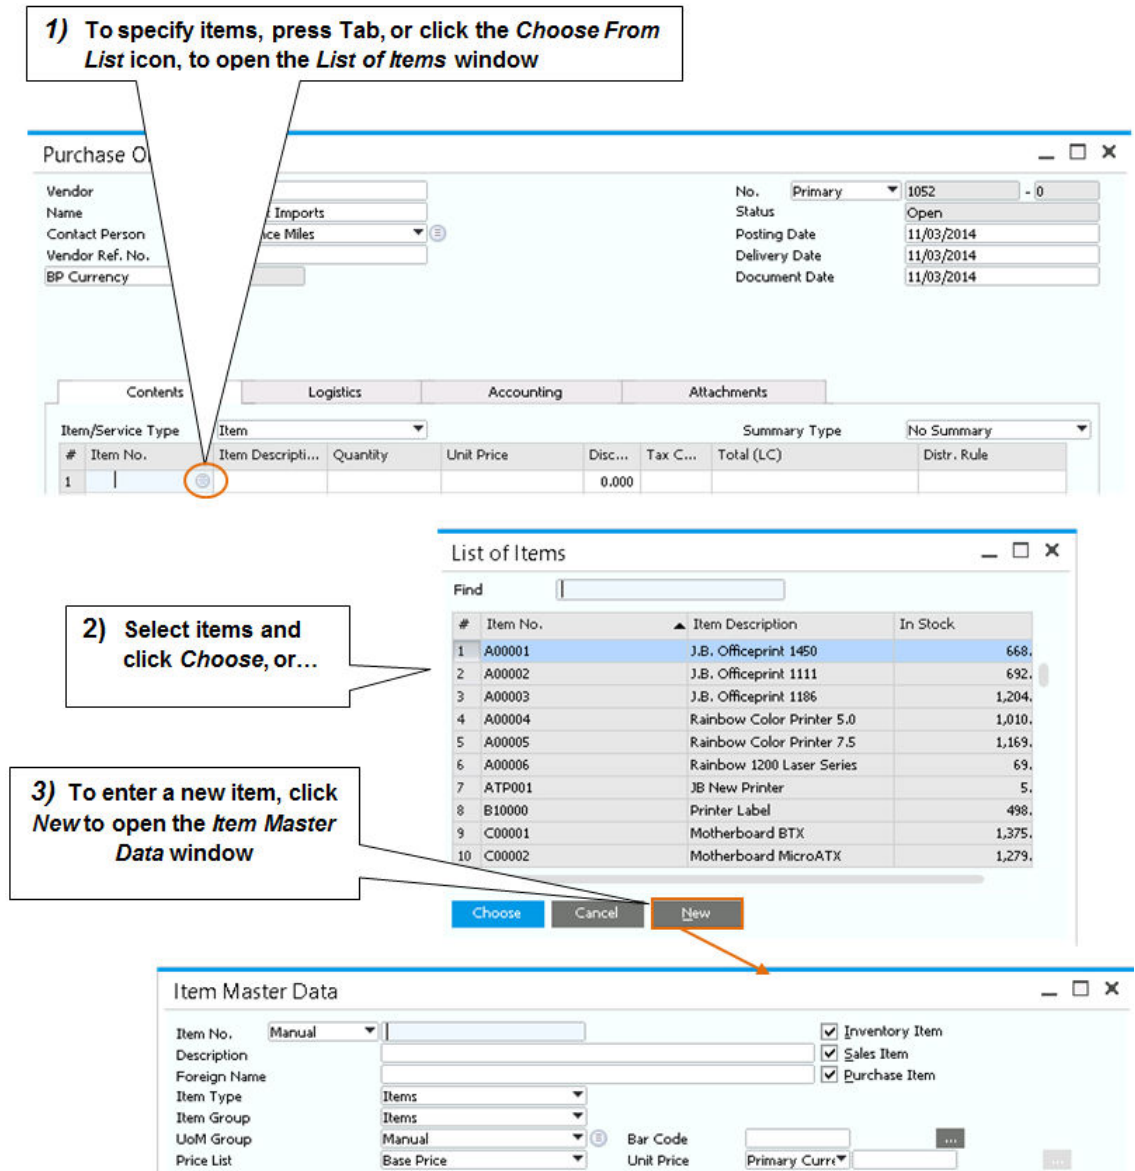 1) To specify items, press Tab, or click the Choose From
List icon, to open the List of Items window
Purchase O
Vendor
No. Primary 1052 - 0
Name Imports
Status Open
Contact Person ce Miles
Posting Date 11/03/2014
Vendor Ref. No.
Delivery Date 11/03/2014
BP Currency
Document Date 11/03/2014
Contents Logistics Accounting Attachments
Item/Service Type Item Summary Type No Summary
# Item No. Item Descripti... Quantity Unit Price Disc... Tax C... Total (LC) Distr. Rule
1 0.000
List of Items
Find
2) Select items and
click Choose, or...
# Item No. Item Description In Stock
1 A00001 J.B. Officeprint 1450 668.
2 A00002 J.B. Officeprint 1111 692.
3 A00003 J.B. Officeprint 1186 1,204.
4 A00004 Rainbow Color Printer 5.0 1,010.
5 A00005 Rainbow Color Printer 7.5 1,169.
6 A00006 Rainbow 1200 Laser Series 69.
7 ATP001 JB New Printer 5.
8 B10000 Printer Label 498.
9 C00001 Motherboard BTX 1,375.
10 C00002 Motherboard MicroATX 1,279.
3) To enter a new item, click
New to open the Item Master
Data window
Choose Cancel New
Item Master Data
Item No. Manual Inventory Item
Description Sales Item
Foreign Name Purchase Item
Item Type Items
Item Group Items
UoM Group Manual Bar Code ...
Price List Base Price Unit Price Primary Curre ...